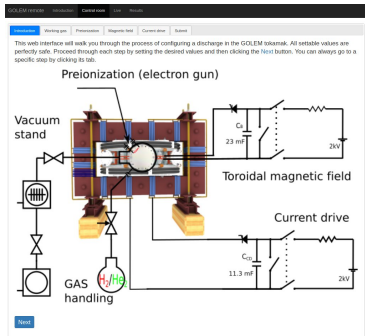 GOLEM remote Introduction Control room Live Results
Introduction Working gas Preionization Magnetic field Current drive Submit
This web interface will walk you through the process of configuring a discharge in the GOLEM tokamak. All settable values are
perfectly safe. Proceed through each step by setting the desired values and then clicking the Next button. You can always go to a
specific step by clicking its tab.
Preionization (electron gun)
Vacuum
stand
CB
23 mF
2kV
Toroidal magnetic field
Current drive
CCD
11.3 mF
2kV
GAS
handling
H2/He
Next